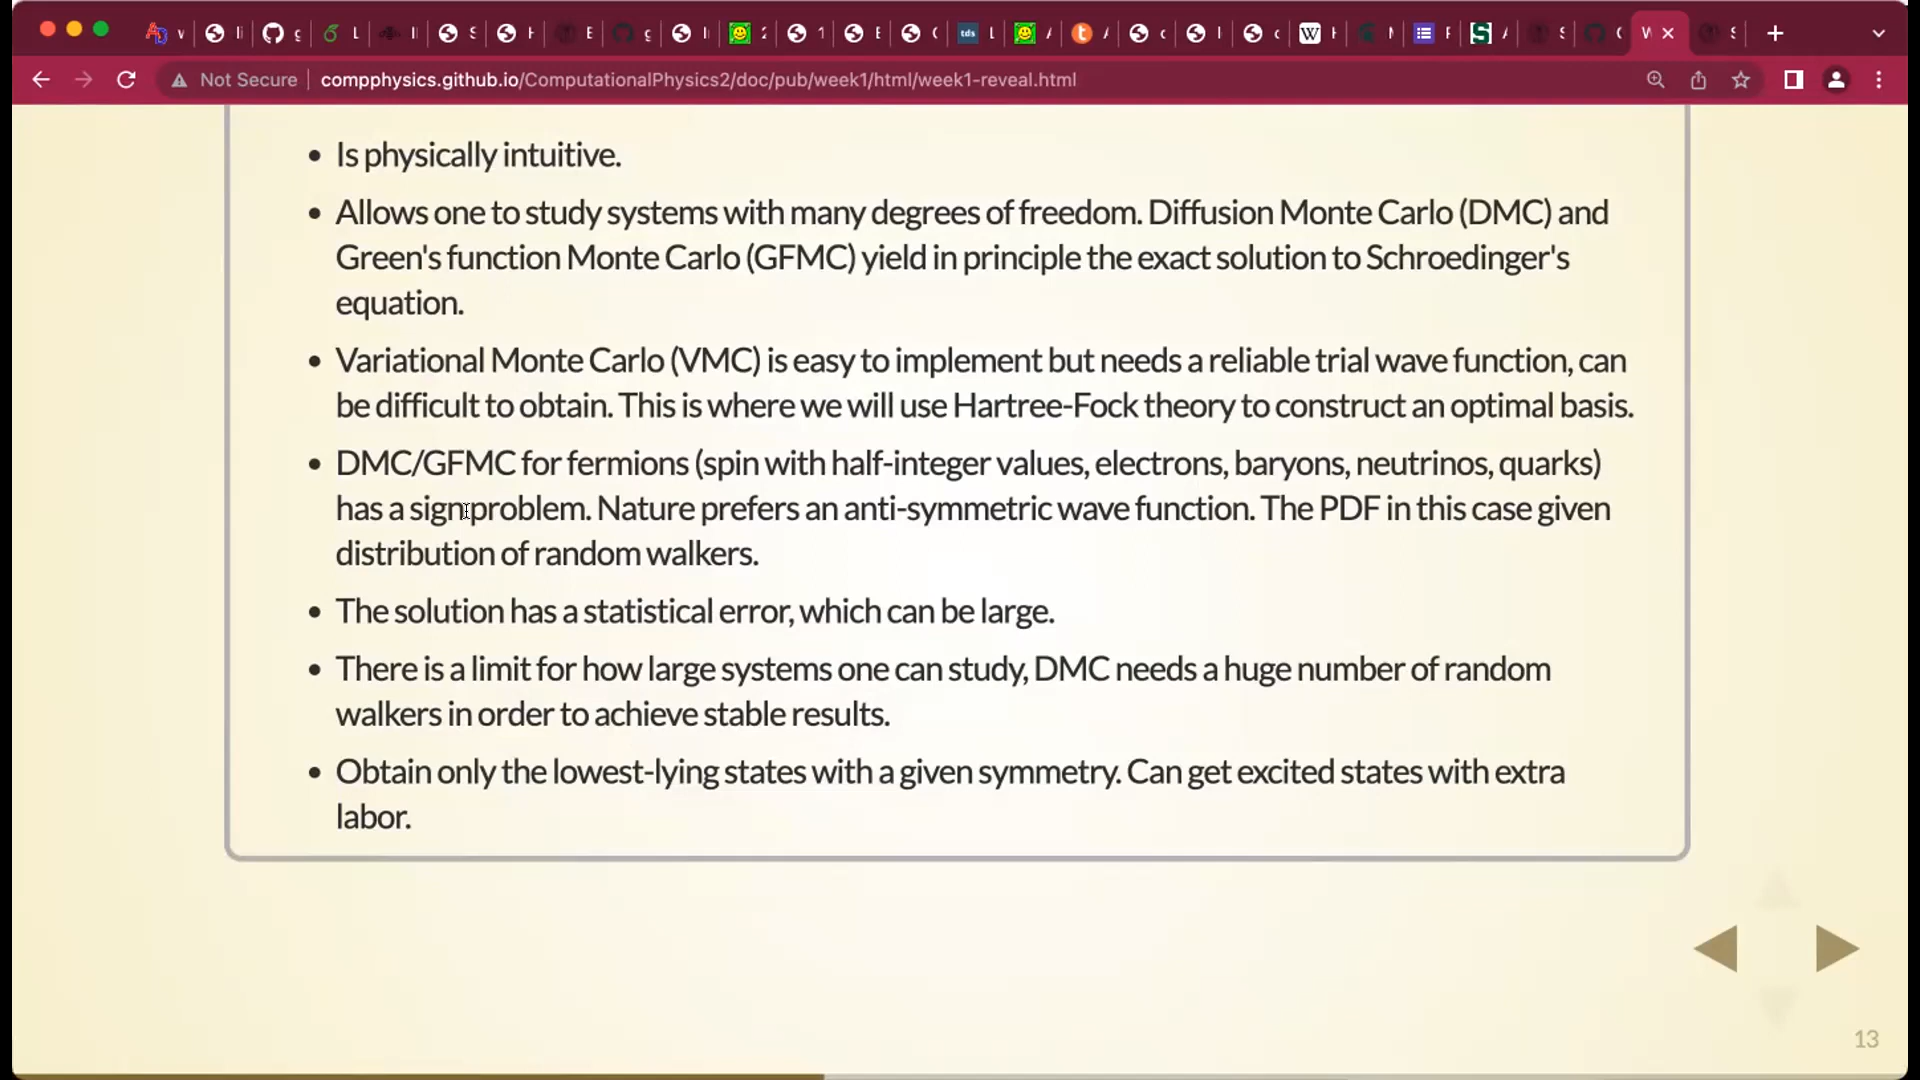 Not Secure
compphysics.github.io/ComputationalPhysics2/doc/pub/week1/html/week1-reveal.html
• Is physically intuitive.
• Allows one to study systems with many degrees of freedom. Diffusion Monte Carlo (DMC) and
Green's function Monte Carlo (GFMC) yield in principle the exact solution to Schroedinger's
equation.
• Variational Monte Carlo (VMC) is easy to implement but needs a reliable trial wave function, can
be difficult to obtain. This is where we will use Hartree-Fock theory to construct an optimal basis.
• DMC/GFMC for fermions (spin with half-integer values, electrons, baryons, neutrinos, quarks)
has a sign problem. Nature prefers an anti-symmetric wave function. The PDF in this case given
distribution of random walkers.
• The solution has a statistical error, which can be large.
• There is a limit for how large systems one can study, DMC needs a huge number of random
walkers in order to achieve stable results.
• Obtain only the lowest-lying states with a given symmetry. Can get excited states with extra
labor.
13